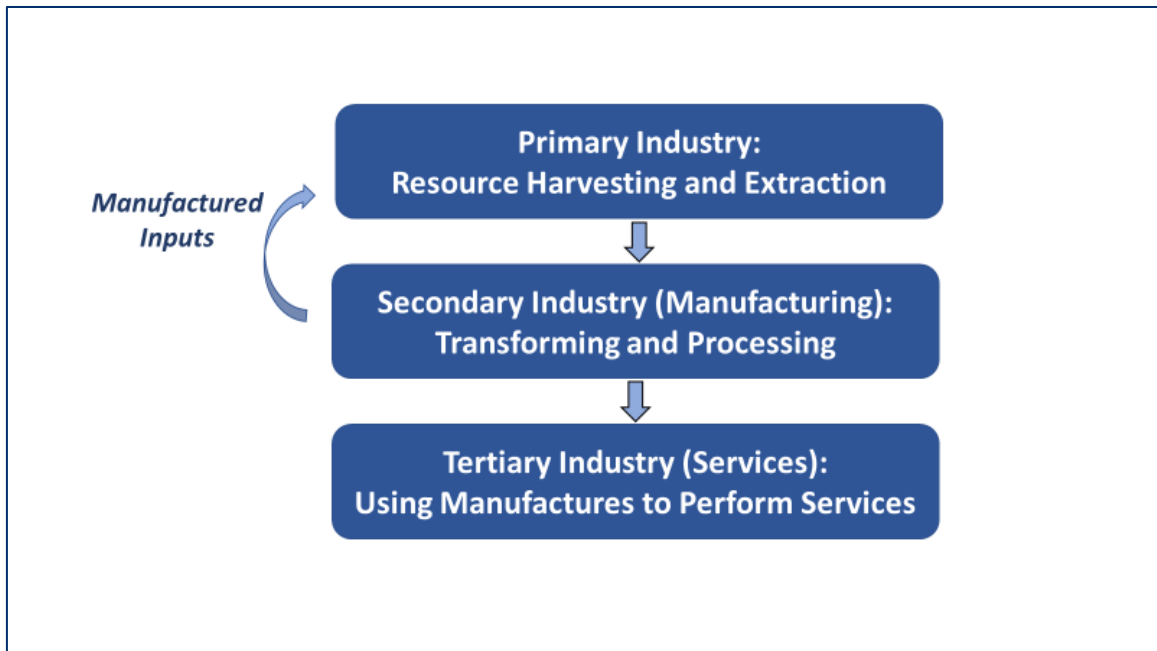 Primary Industry:
Resource Harvesting and Extraction
Manufactured
Inputs
Secondary Industry (Manufacturing):
Transforming and Processing
Tertiary Industry (Services):
Using Manufactures to Perform Services